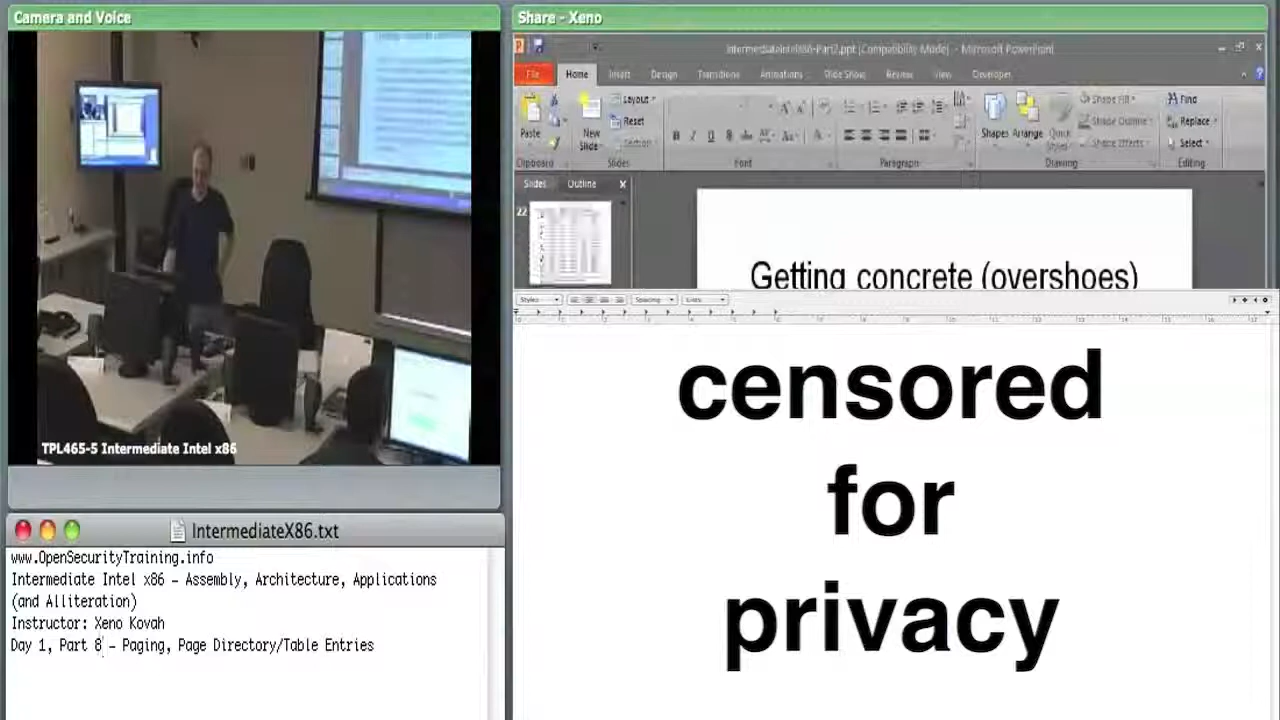 Camera and Voice
TPL465-5 Intermediate Intel x86
IntermediateX86.txt
www.OpenSecurityTraining.info
Intermediate Intel x86 – Assembly, Architecture, Applications
(and Alliteration)
Instructor: Xeno Kovah
Day 1, Part 8 – Paging, Page Directory/Table Entries
Share - Xeno
IntermediateIntelX86-Part2.ppt [Compatibility Mode] - Microsoft PowerPoint
File Home Insert Design Transitions Animations Slide Show Review View Developer
Paste
New
Slide
Layout
Reset
Section
Shapes
Arrange
Quick
Styles
Shape Fill
Shape Outline
Shape Effects
Find
Replace
Select
Clipboard Slides Font Paragraph Drawing Editing
Slides Outline
22
Getting concrete (overshoes)
Styles Spacing Lists
censored
for
privacy